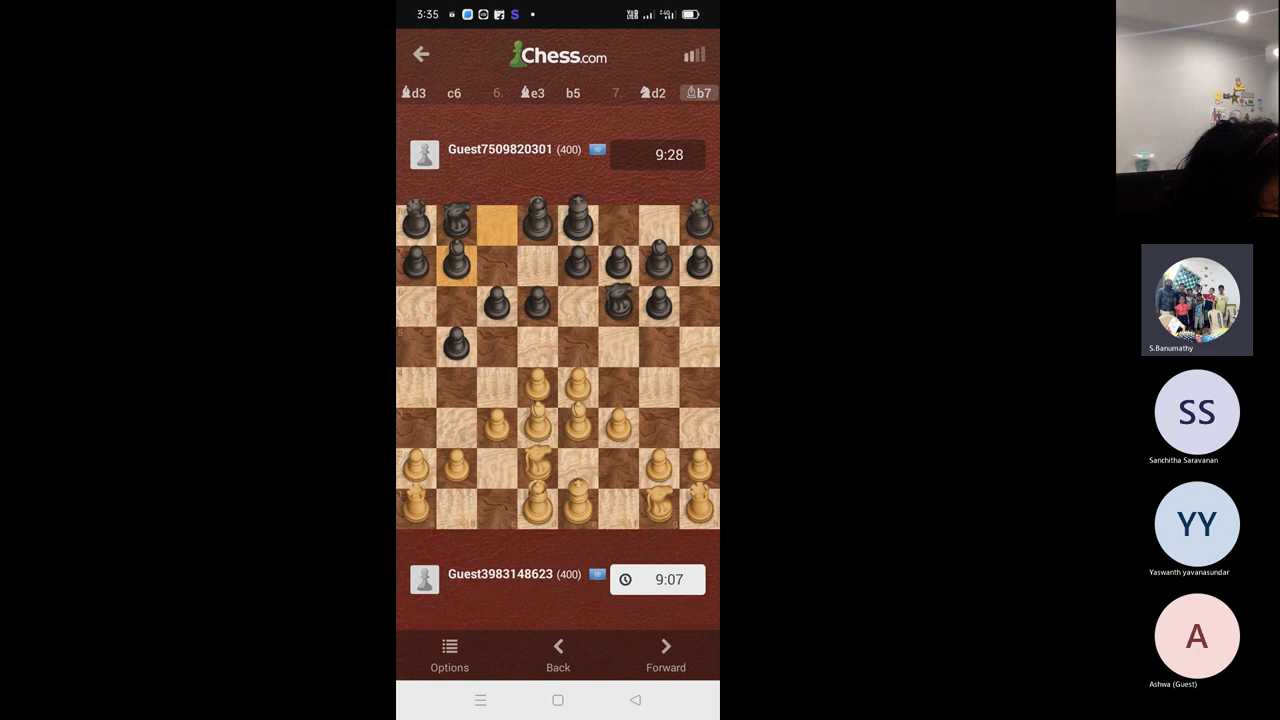 3:35
Chess.com
d3 c6 6. e3 b5 7. d2 b7
Guest7509820301 (400)
9:28
Guest3983148623 (400)
9:07
Options
Back
Forward
S.Banumathy
SS
Sanchitha Saravanan
YY
Yaswanth yavanasundar
A
Ashwa (Guest)